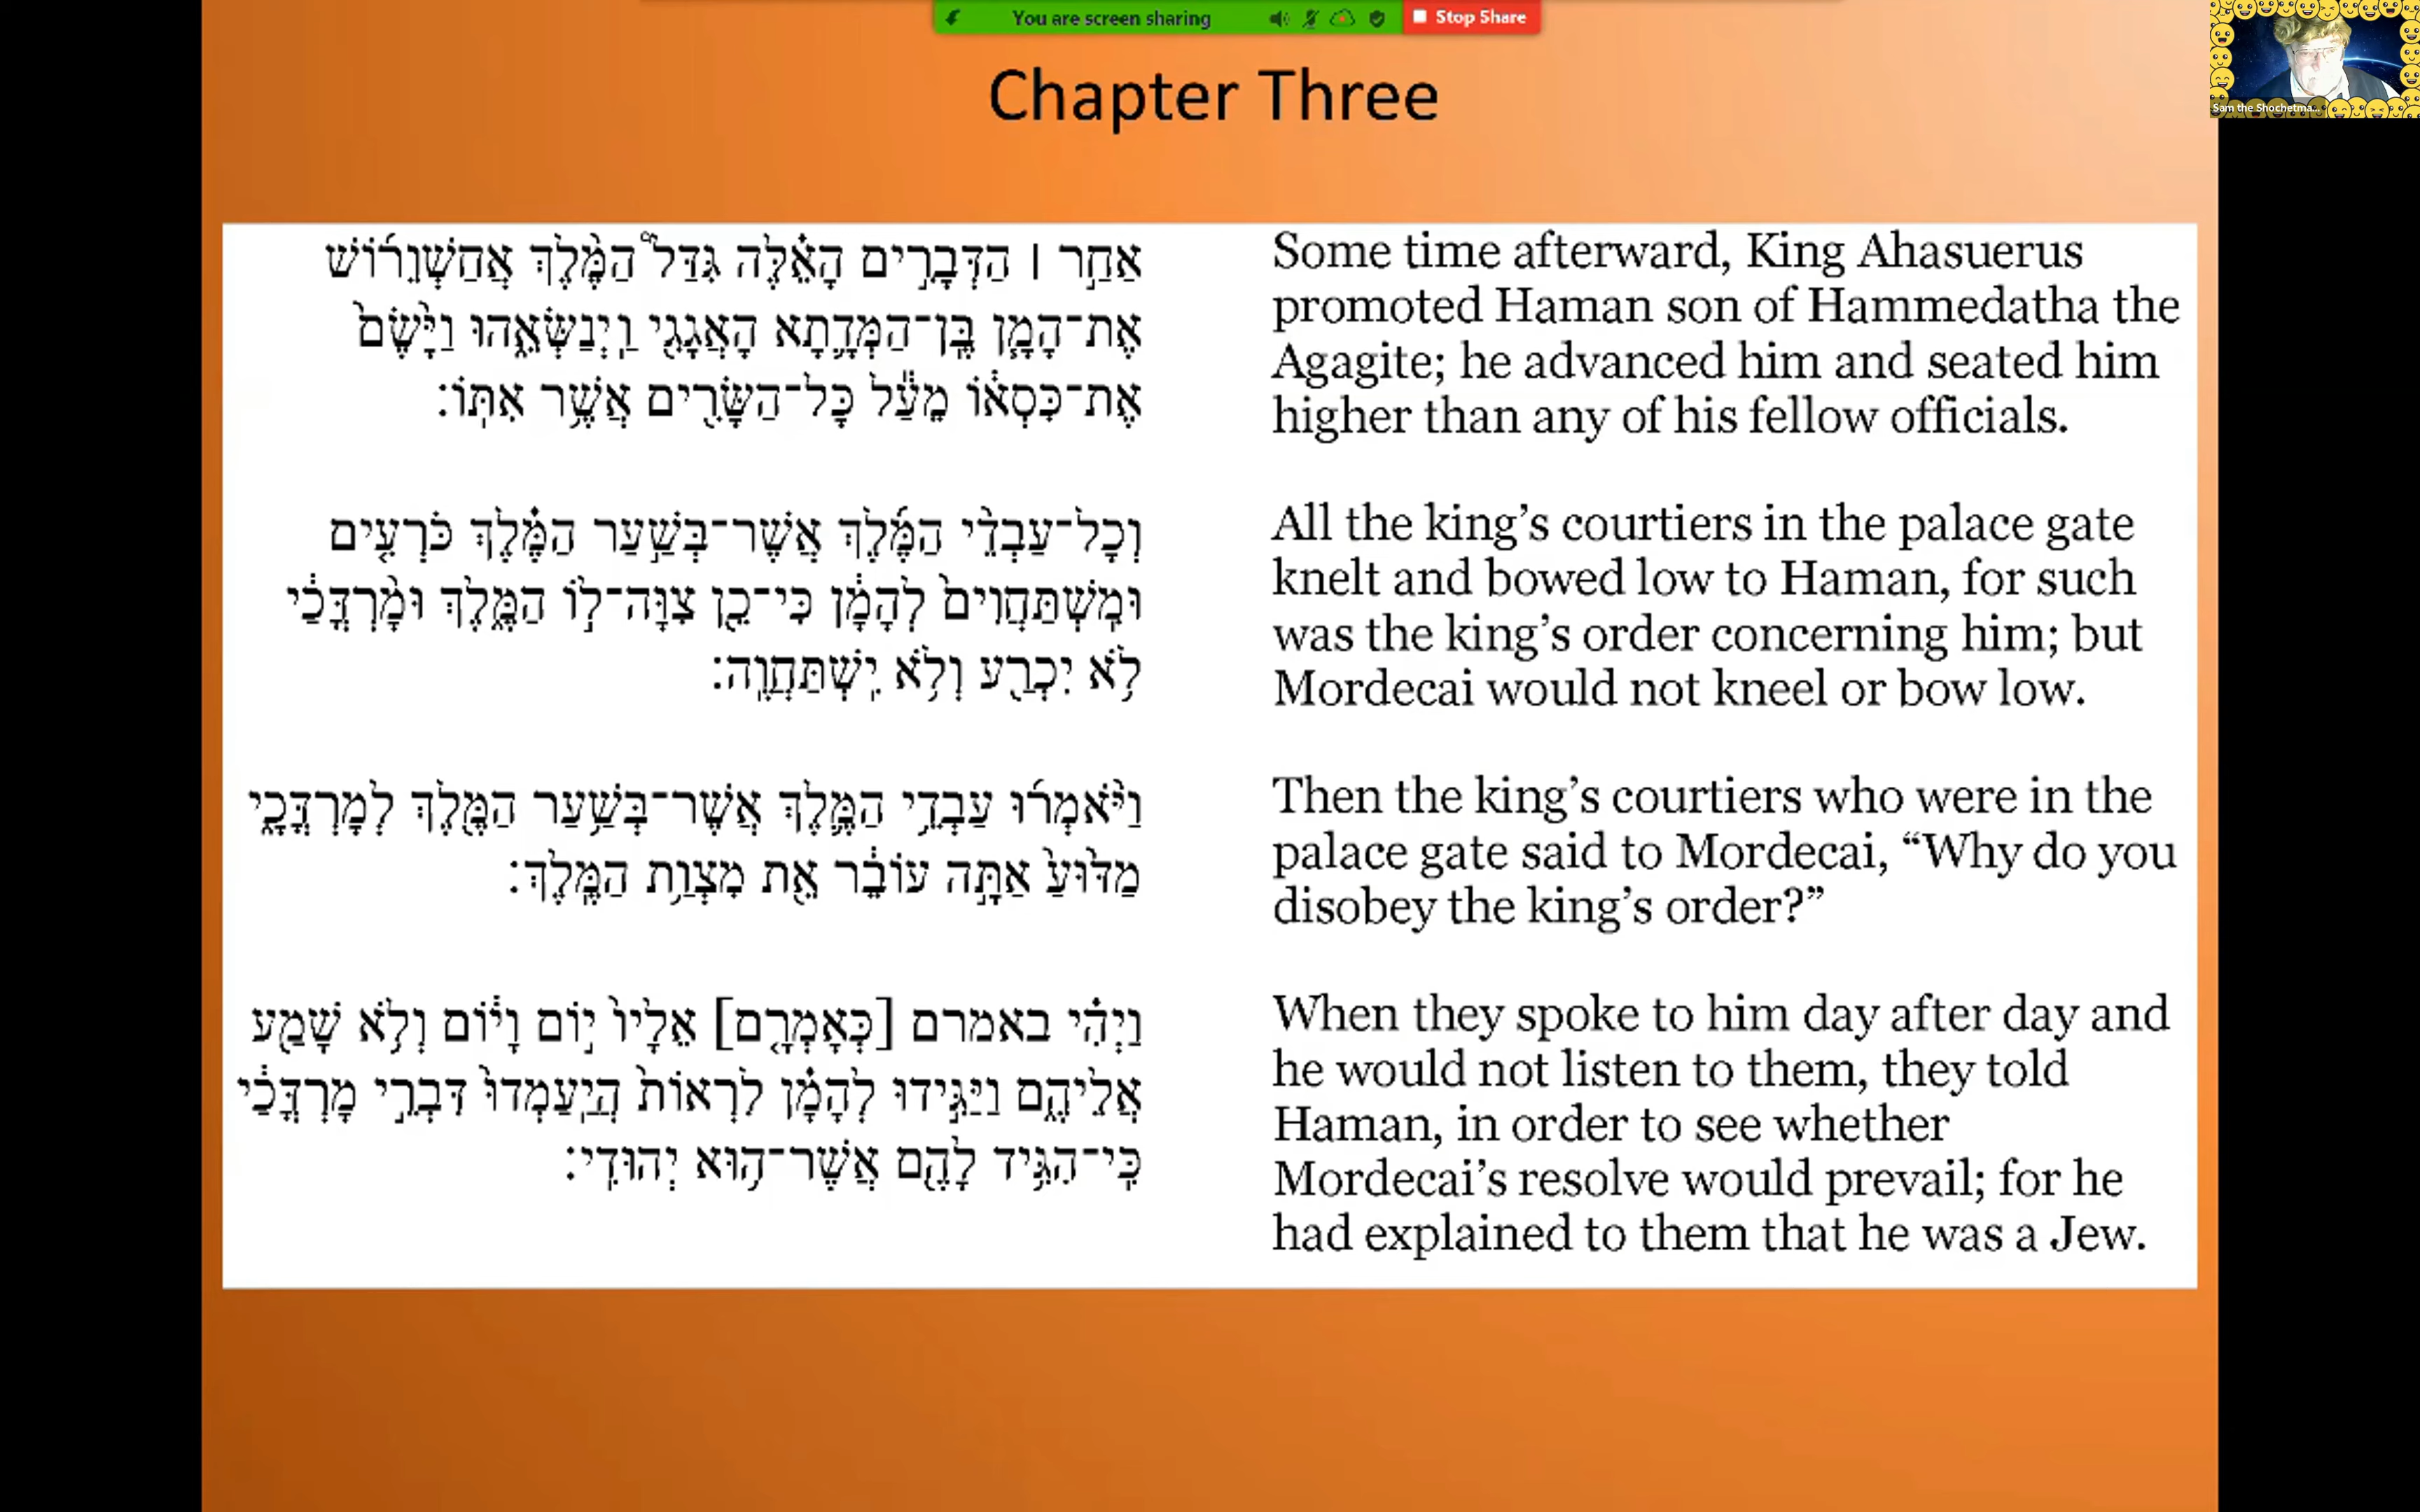 You are screen sharing
Stop Share
Sam the Shochetma...
Chapter Three
אַחַ֣ר ׀ הַדְּבָרִ֣ים הָאֵ֗לֶּה גִּדַּל֩ הַמֶּ֨לֶךְ אֲחַשְׁוֵר֜וֹשׁ
אֶת־הָמָ֧ן בֶּֽן־הַמְּדָ֛תָא הָאֲגָגִ֖י וַֽיְנַשְּׂאֵ֑הוּ וַיָּ֙שֶׂם֙
אֶת־כִּסְא֔וֹ מֵעַ֕ל כָּל־הַשָּׂרִ֖ים אֲשֶׁ֥ר אִתּֽוֹ׃
וְכָל־עַבְדֵ֨י הַמֶּ֜לֶךְ אֲשֶׁר־בְּשַׁ֣עַר הַמֶּ֗לֶךְ כֹּרְעִ֤ים
וּמִֽשְׁתַּחֲוִים֙ לְהָמָ֔ן כִּי־כֵ֖ן צִוָּה־ל֣וֹ הַמֶּ֑לֶךְ וּמָ֨רְדֳּכַ֔י
לֹ֥א יִכְרַ֖ע וְלֹ֥א יִֽשְׁתַּחֲוֶֽה׃
וַיֹּ֨אמְר֜וּ עַבְדֵ֥י הַמֶּ֛לֶךְ אֲשֶׁר־בְּשַׁ֥עַר הַמֶּ֖לֶךְ לְמָרְדֳּכָ֑י
מַדּ֙וּעַ֙ אַתָּ֣ה עוֹבֵ֔ר אֵ֖ת מִצְוַ֥ת הַמֶּֽלֶךְ׃
וַיְהִ֗י באמרם [כְּאָמְרָ֤ם] אֵלָיו֙ י֣וֹם וָי֔וֹם וְלֹ֥א שָׁמַ֖ע
אֲלֵיהֶ֑ם וַיַּגִּ֣ידוּ לְהָמָ֗ן לִרְאוֹת֙ הֲיַֽעַמְדוּ֙ דִּבְרֵ֣י מָרְדֳּכַ֔י
כִּֽי־הִגִּ֥יד לָהֶ֖ם אֲשֶׁר־ה֥וּא יְהוּדִֽי׃
Some time afterward, King Ahasuerus
promoted Haman son of Hammedatha the
Agagite; he advanced him and seated him
higher than any of his fellow officials.
All the king’s courtiers in the palace gate
knelt and bowed low to Haman, for such
was the king’s order concerning him; but
Mordecai would not kneel or bow low.
Then the king’s courtiers who were in the
palace gate said to Mordecai, “Why do you
disobey the king’s order?”
When they spoke to him day after day and
he would not listen to them, they told
Haman, in order to see whether
Mordecai’s resolve would prevail; for he
had explained to them that he was a Jew.